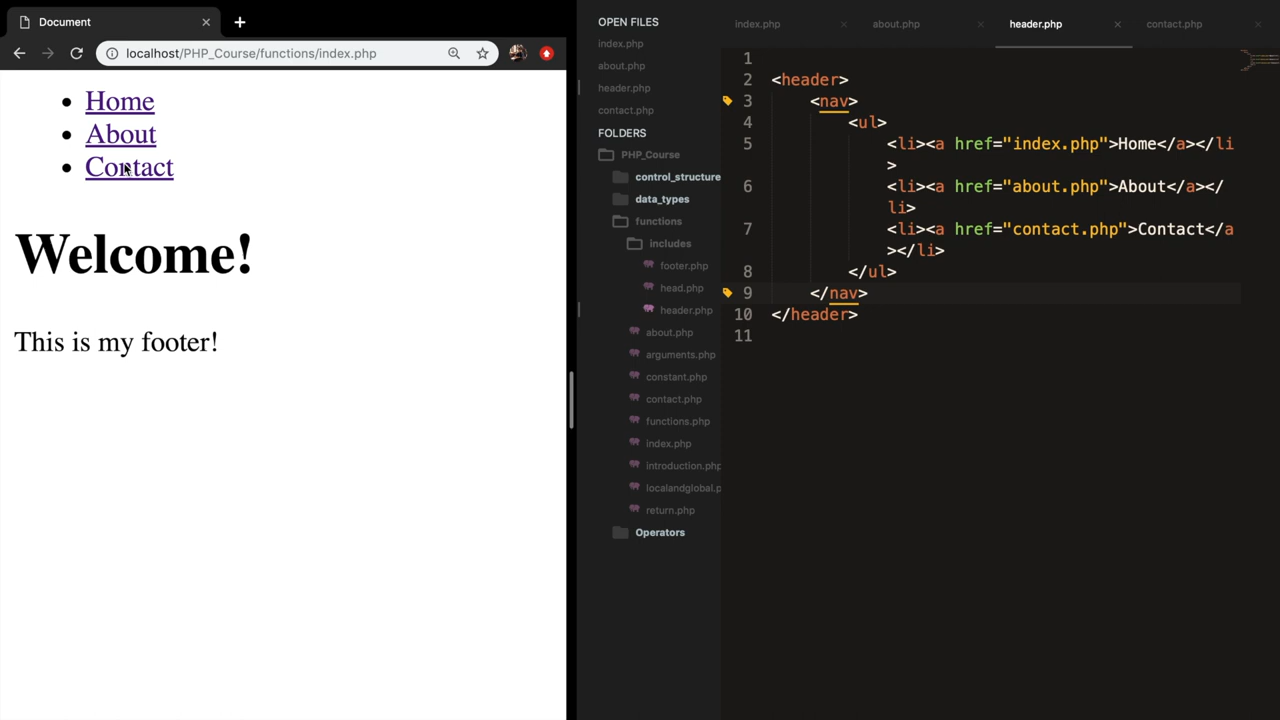 Document
localhost/PHP_Course/functions/index.php
Home
About
Contact
Welcome!
This is my footer!
OPEN FILES
index.php
about.php
header.php
contact.php
FOLDERS
PHP_Course
control_structure
data_types
functions
includes
footer.php
head.php
header.php
about.php
arguments.php
constant.php
contact.php
functions.php
index.php
introduction.php
localandglobal.p
return.php
Operators
index.php about.php header.php contact.php
1
2 <header>
3 <nav>
4 <ul>
5 <li><a href="index.php">Home</a></li
>
6 <li><a href="about.php">About</a></
li>
7 <li><a href="contact.php">Contact</a
></li>
8 </ul>
9 </nav>
10 </header>
11